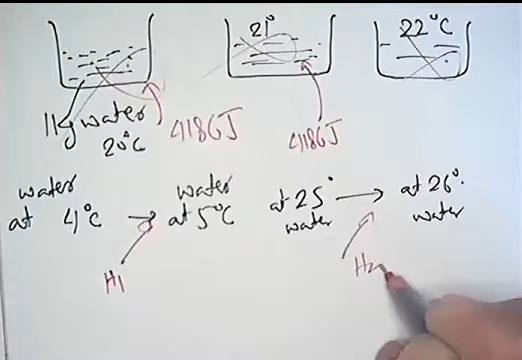 21°
22°C
1kg water
20°C
4186J
4186J
water
at 4°C → water
at 5°C
at 25° → at 26°.
water
water
H1
H2